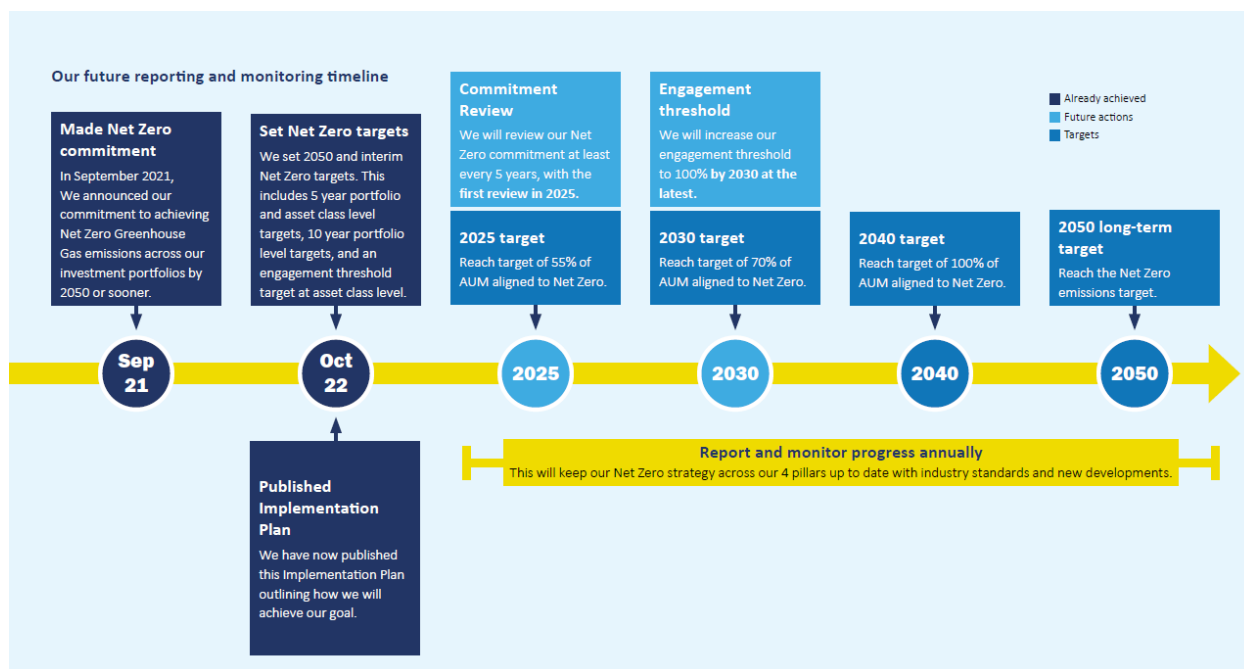 Our future reporting and monitoring timeline
Already achieved
Future actions
Targets
Made Net Zero
commitment
In September 2021,
We announced our
commitment to achieving
Net Zero Greenhouse
Gas emissions across our
investment portfolios by
2050 or sooner.
Set Net Zero targets
We set 2050 and interim
Net Zero targets. This
includes 5 year portfolio
and asset class level
targets, 10 year portfolio
level targets, and an
engagement threshold
target at asset class level.
Commitment
Review
We will review our Net
Zero commitment at least
every 5 years, with the
first review in 2025.
2025 target
Reach target of 55% of
AUM aligned to Net Zero.
Engagement
threshold
We will increase our
engagement threshold
to 100% by 2030 at the
latest.
2030 target
Reach target of 70% of
AUM aligned to Net Zero.
2040 target
Reach target of 100% of
AUM aligned to Net Zero.
2050 long-term
target
Reach the Net Zero
emissions target.
Sep
21
Oct
22
2025
2030
2040
2050
Published
Implementation
Plan
We have now published
this Implementation Plan
outlining how we will
achieve our goal.
Report and monitor progress annually
This will keep our Net Zero strategy across our 4 pillars up to date with industry standards and new developments.